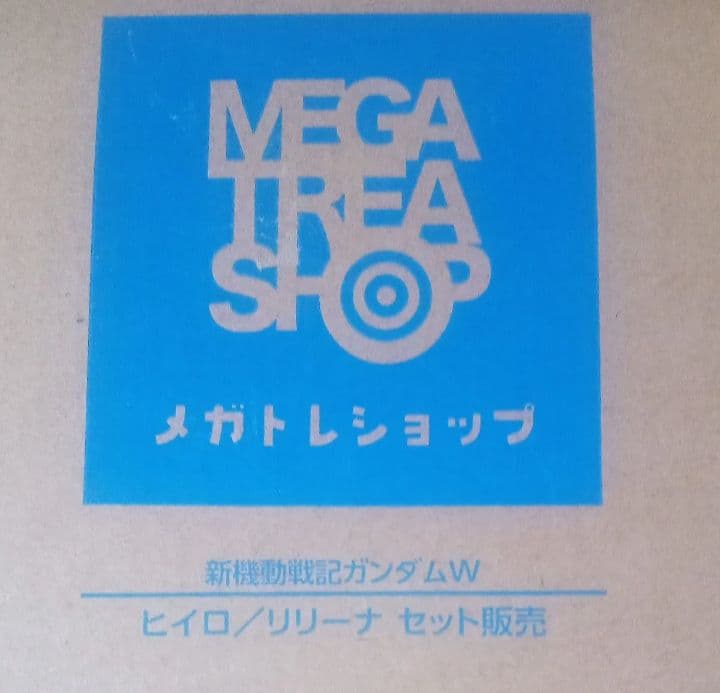 MEGA
TREA
SHOP
メガトレショップ
新機動戦記ガンダムW
ヒイロ／リリーナ セット販売